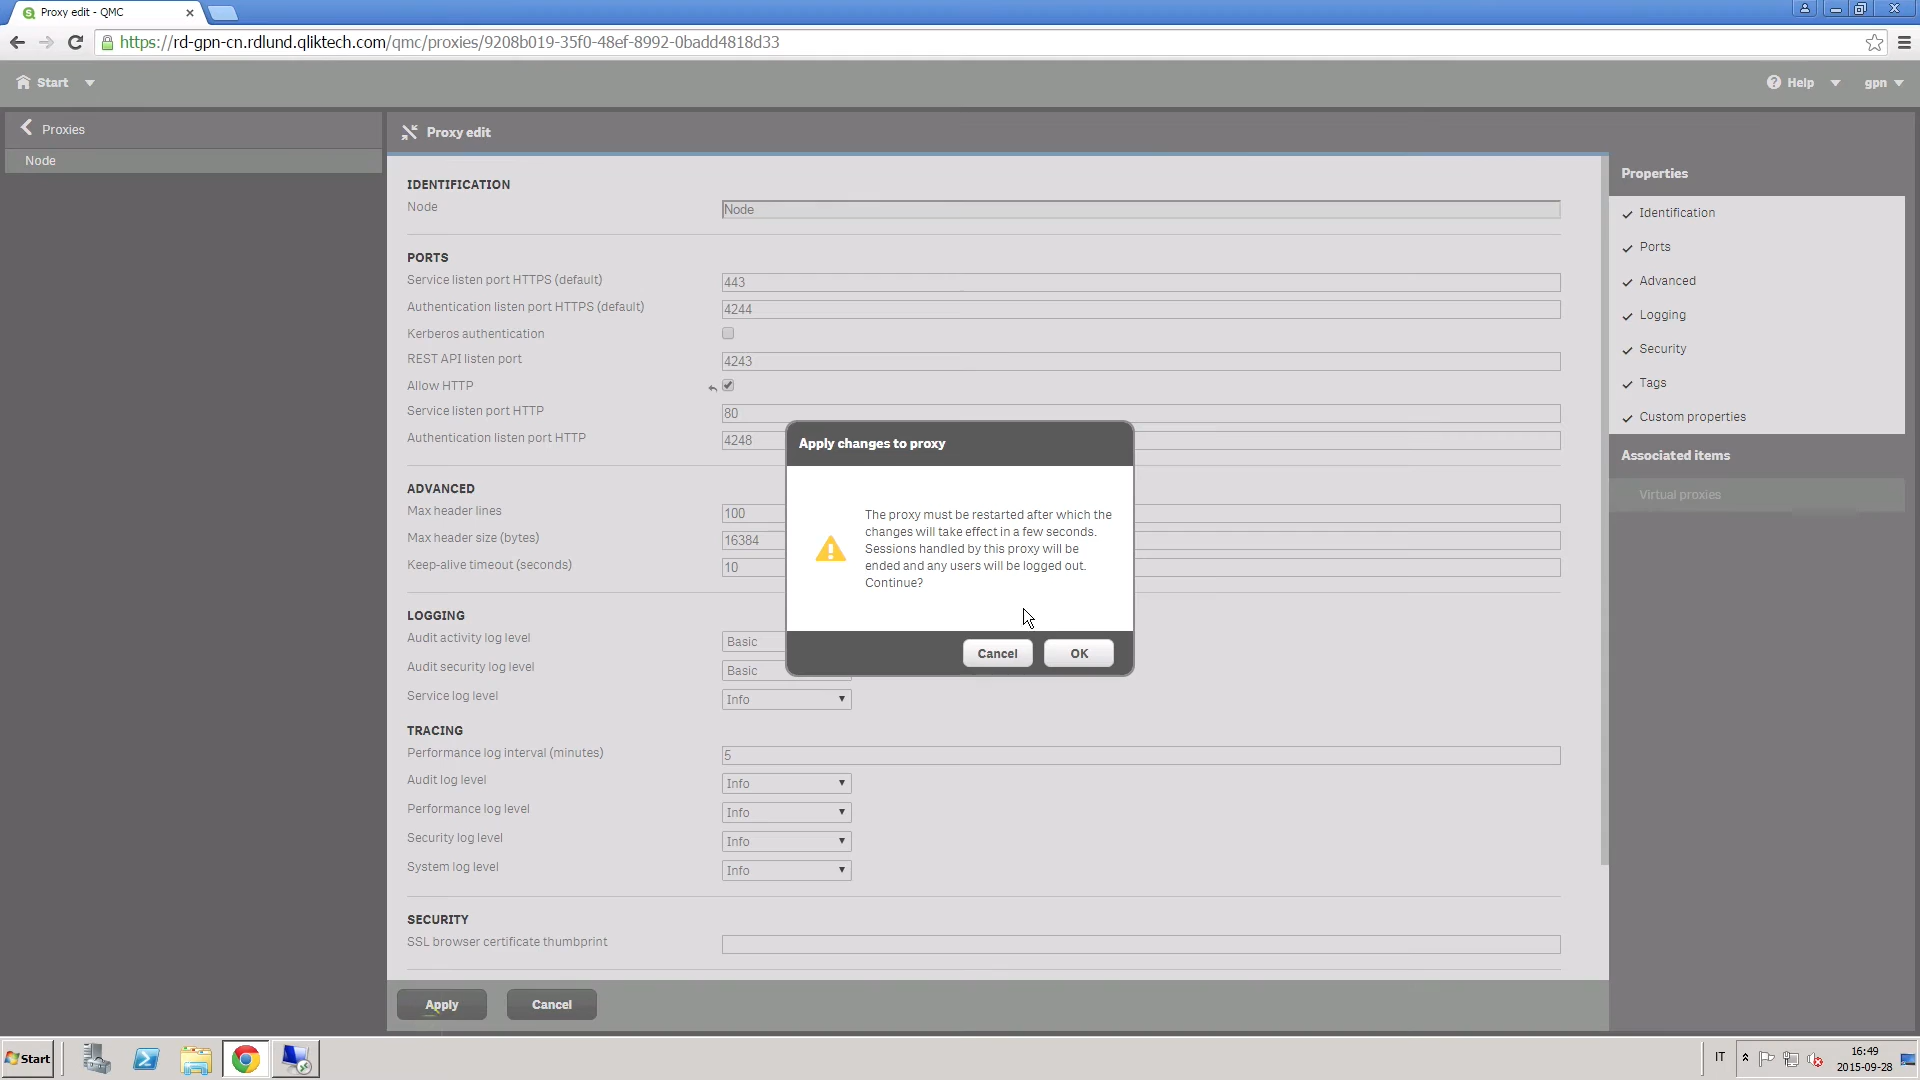 Proxy edit - QMC
https://rd-gpn-cn.rdlund.qliktech.com/qmc/proxies/9208b019-35f0-48ef-8992-0badd4818d33
Start
Help
gpn
Proxies
Node
Proxy edit
IDENTIFICATION
Node
Node
PORTS
Service listen port HTTPS (default)
443
Authentication listen port HTTPS (default)
4244
Kerberos authentication
REST API listen port
4243
Allow HTTP
Service listen port HTTP
80
Authentication listen port HTTP
4248
ADVANCED
Max header lines
100
Max header size (bytes)
16384
Keep-alive timeout (seconds)
10
LOGGING
Audit activity log level
Basic
Audit security log level
Basic
Service log level
Info
TRACING
Performance log interval (minutes)
5
Audit log level
Info
Performance log level
Info
Security log level
Info
System log level
Info
SECURITY
SSL browser certificate thumbprint
Apply
Cancel
Apply changes to proxy
The proxy must be restarted after which the
changes will take effect in a few seconds.
Sessions handled by this proxy will be
ended and any users will be logged out.
Continue?
Cancel
OK
Properties
Identification
Ports
Advanced
Logging
Security
Tags
Custom properties
Associated items
Virtual proxies
Start
IT
16:49
2015-09-28